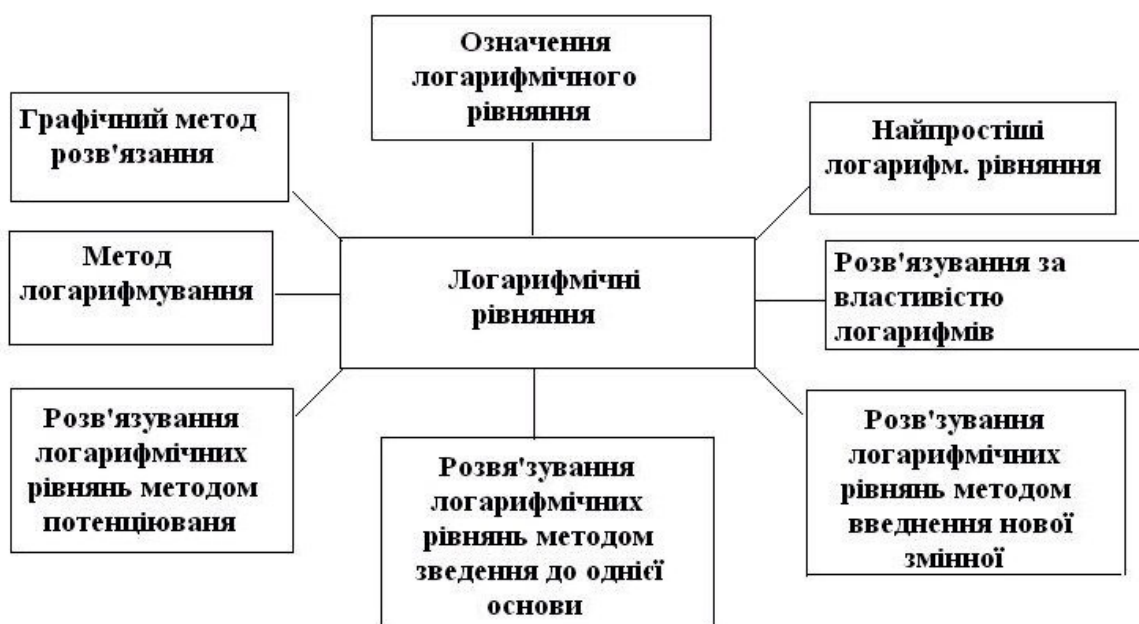 Означення
логарифмічного
рівняння
Графічний метод
розв'язання
Найпростіші
логарифм. рівняння
Метод
логарифмування
Логарифмічні
рівняння
Розв'язування за
властивістю
логарифмів
Розв'язування
логарифмічних
рівнянь методом
потенціюваня
Розвя'зування
логарифмічних
рівнянь методом
зведення до однієї
основи
Розв'зування
логарифмічних
рівнянь методом
введнення нової
змінної